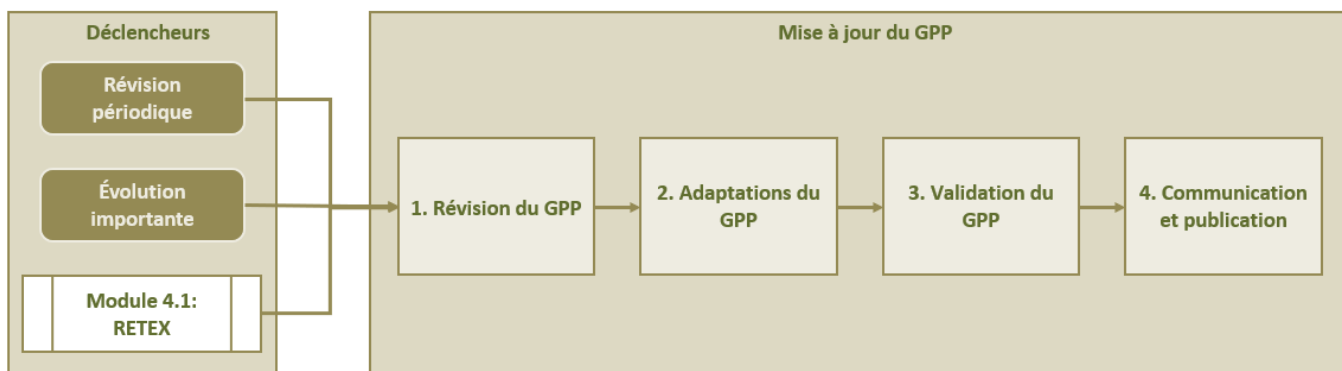 Déclencheurs
Révision
périodique
Évolution
importante
Module 4.1:
RETEX
Mise à jour du GPP
1. Révision du GPP
2. Adaptations du
GPP
3. Validation du
GPP
4. Communication
et publication